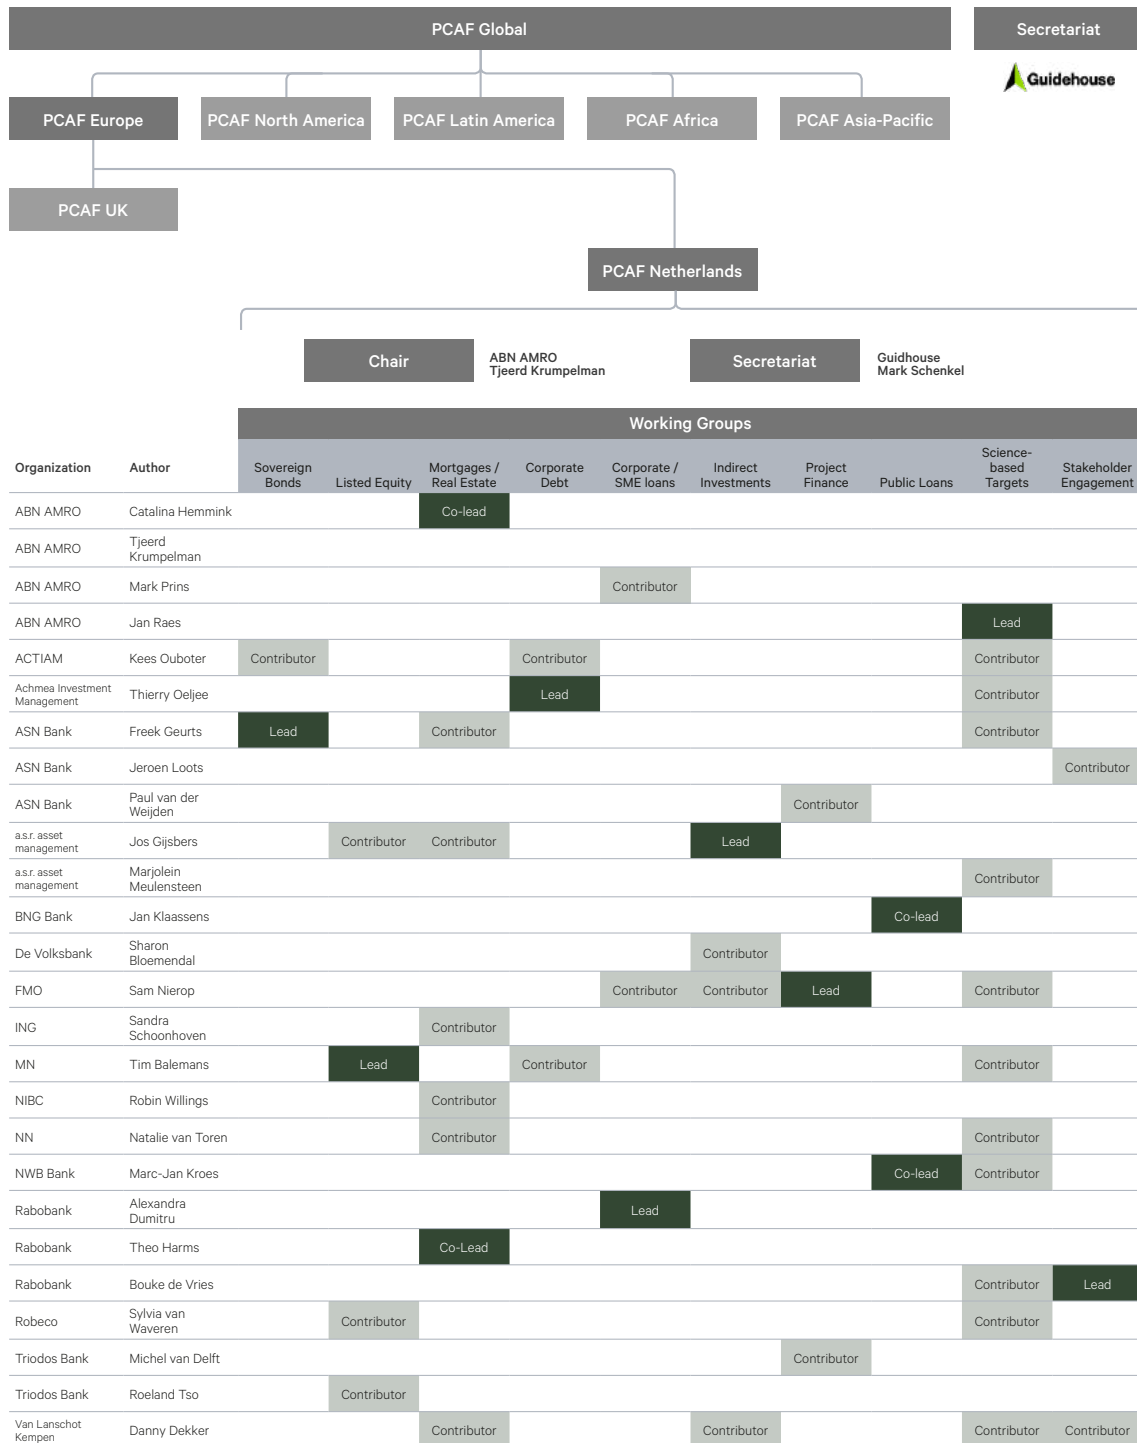 PCAF Global
Secretariat
Guidehouse
PCAF Europe
PCAF North America
PCAF Latin America
PCAF Africa
PCAF Asia-Pacific
PCAF UK
PCAF Netherlands
Chair
ABN AMRO
Tjeerd Krumpelman
Secretariat
Guidhouse
Mark Schenkel
Working Groups
Organization
Author
Sovereign
Bonds
Listed Equity
Mortgages /
Real Estate
Corporate
Debt
Corporate /
SME loans
Indirect
Investments
Project
Finance
Public Loans
Science-
based
Targets
Stakeholder
Engagement
ABN AMRO Catalina Hemmink Co-lead
ABN AMRO Tjeerd
Krumpelman
ABN AMRO Mark Prins Contributor
ABN AMRO Jan Raes Lead
ACTIAM Kees Ouboter Contributor Contributor Contributor
Achmea Investment
Management Thierry Oeljee Lead Contributor
ASN Bank Freek Geurts Lead Contributor Contributor
ASN Bank Jeroen Loots Contributor
ASN Bank Paul van der
Weijden Contributor
a.s.r. asset
management Jos Gijsbers Contributor Contributor Lead
a.s.r. asset
management Marjolein
Meulensteen Contributor
BNG Bank Jan Klaassens Co-lead
De Volksbank Sharon
Bloemendal Contributor
FMO Sam Nierop Contributor Contributor Lead Contributor
ING Sandra
Schoonhoven Contributor
MN Tim Balemans Lead Contributor Contributor
NIBC Robin Willings Contributor
NN Natalie van Toren Contributor Contributor
NWB Bank Marc-Jan Kroes Co-lead Contributor
Rabobank Alexandra
Dumitru Lead
Rabobank Theo Harms Co-Lead
Rabobank Bouke de Vries Contributor Lead
Robeco Sylvia van
Waveren Contributor Contributor
Triodos Bank Michel van Delft Contributor
Triodos Bank Roeland Tso Contributor
Van Lanschot
Kempen Danny Dekker Contributor Contributor Contributor Contributor